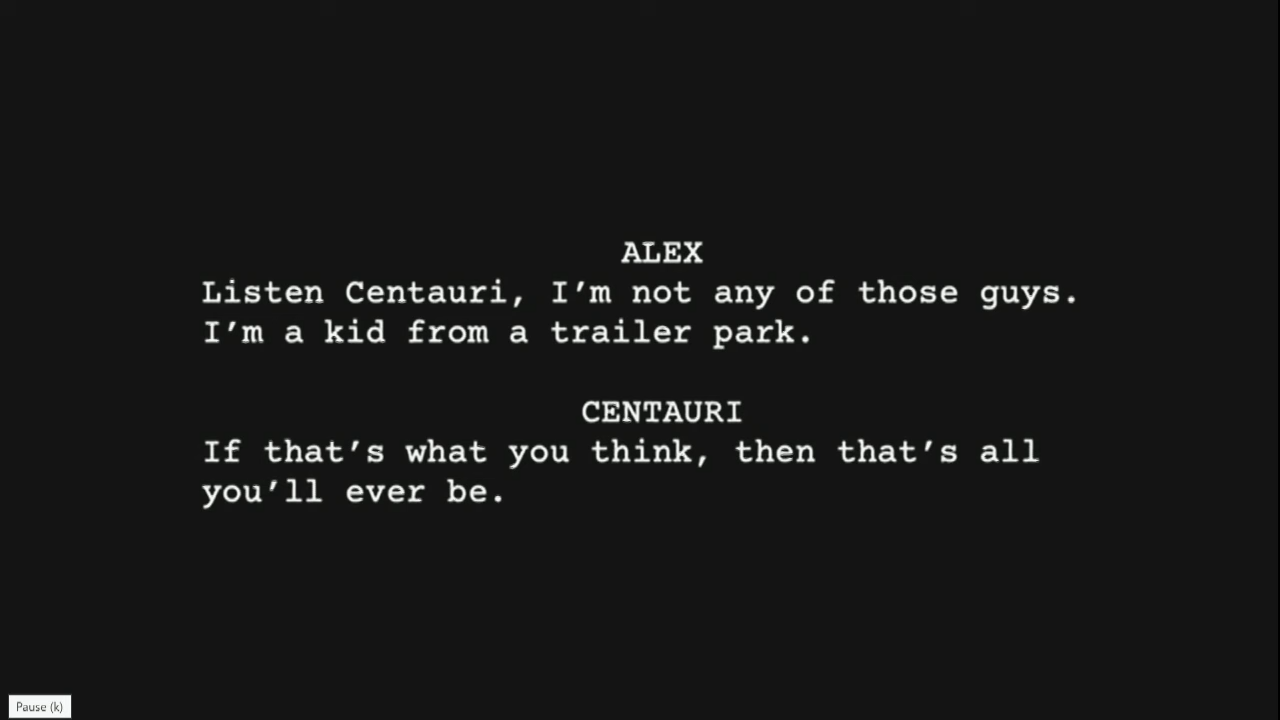 ALEX
Listen Centauri, I’m not any of those guys.
I’m a kid from a trailer park.
CENTAURI
If that’s what you think, then that’s all
you’ll ever be.
Pause (k)